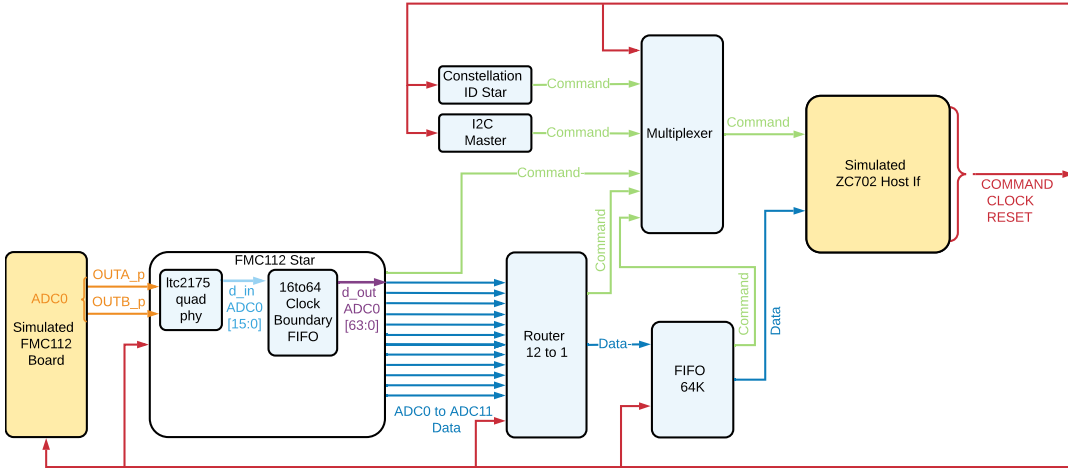 Constellation
ID Star
Command
I2C
Master
Command
Multiplexer
Command
Simulated
ZC702 Host If
COMMAND
CLOCK
RESET
Command-
Command
FMC112 Star
OUTA_p
ADC0
OUTB_p
Simulated
FMC112
Board
ltc2175
quad
phy
d_in
ADC0
[15:0]
16to64
Clock
Boundary
FIFO
d_out
ADC0
[63:0]
Router
12 to 1
Data-
FIFO
64K
Command
Data
ADC0 to ADC11
Data